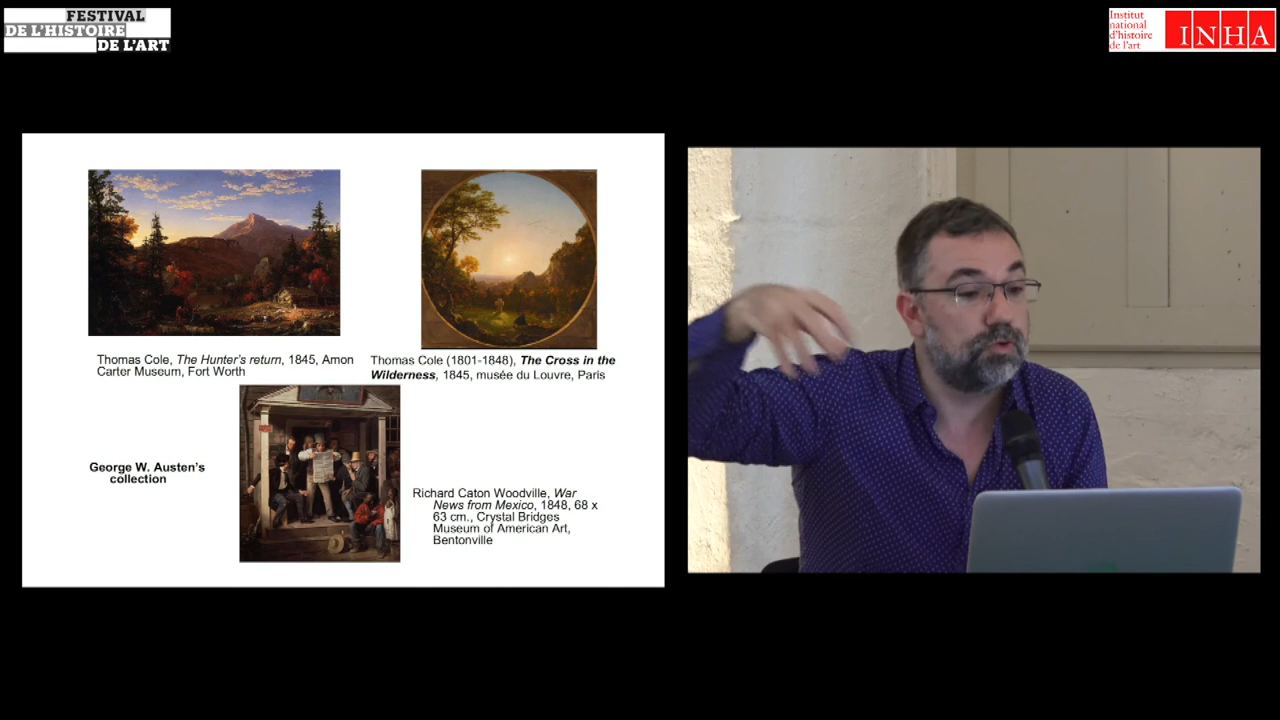 FESTIVAL
DE L'HISTOIRE
DE L'ART
Institut
national
d'histoire
de l'art
INHA
Thomas Cole, The Hunter's return, 1845, Amon
Carter Museum, Fort Worth
Thomas Cole (1801-1848), The Cross in the
Wilderness, 1845, musée du Louvre, Paris
George W. Austen's
collection
Richard Caton Woodville, War
News from Mexico, 1848, 68 x
63 cm., Crystal Bridges
Museum of American Art,
Bentonville